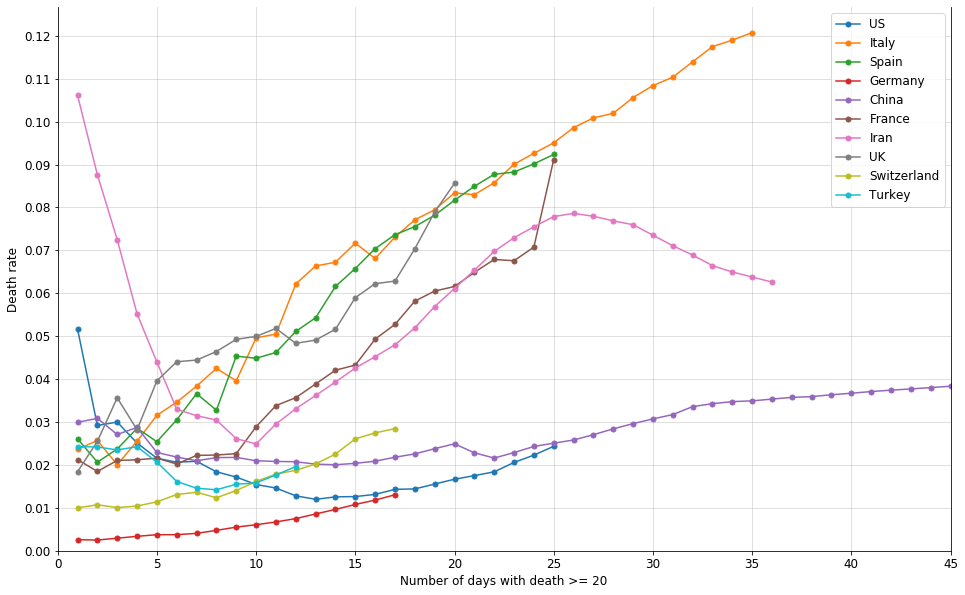 0.12
0.11
0.10
0.09
0.08
0.07
0.06
0.05
0.04
0.03
0.02
0.01
0.00
Death rate
0 5 10 15 20 25 30 35 40 45
Number of days with death >= 20
US
Italy
Spain
Germany
China
France
Iran
UK
Switzerland
Turkey